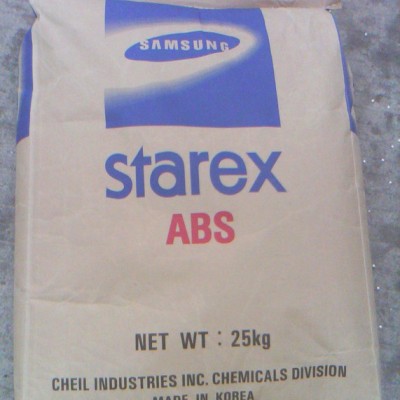 SAMSUNG
Starex
ABS
NET WT : 25kg
CHEIL INDUSTRIES INC. CHEMICALS DIVISION
MADE IN KOREA